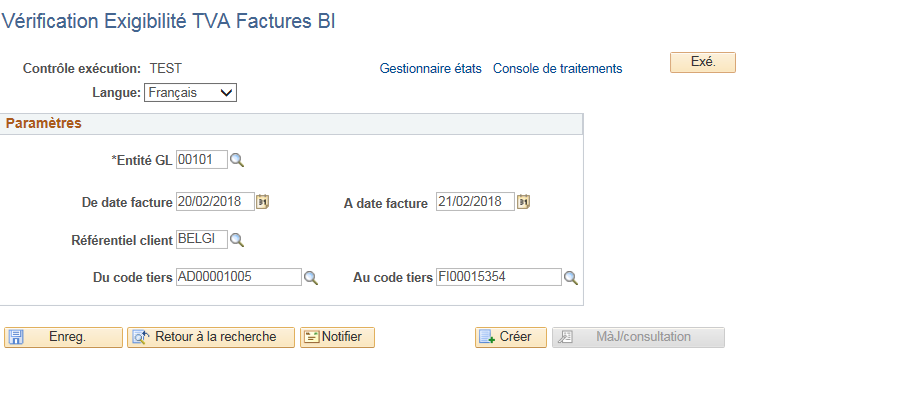 Vérification Exigibilité TVA Factures BI
Contrôle exécution: TEST Gestionnaire états Console de traitements Exé.
Langue: Français
Paramètres
*Entité GL 00101
De date facture 20/02/2018 A date facture 21/02/2018
Référentiel client BELGI
Du code tiers AD00001005 Au code tiers FI00015354
Enreg. Retour à la recherche Notifier Créer MàJ/consultation